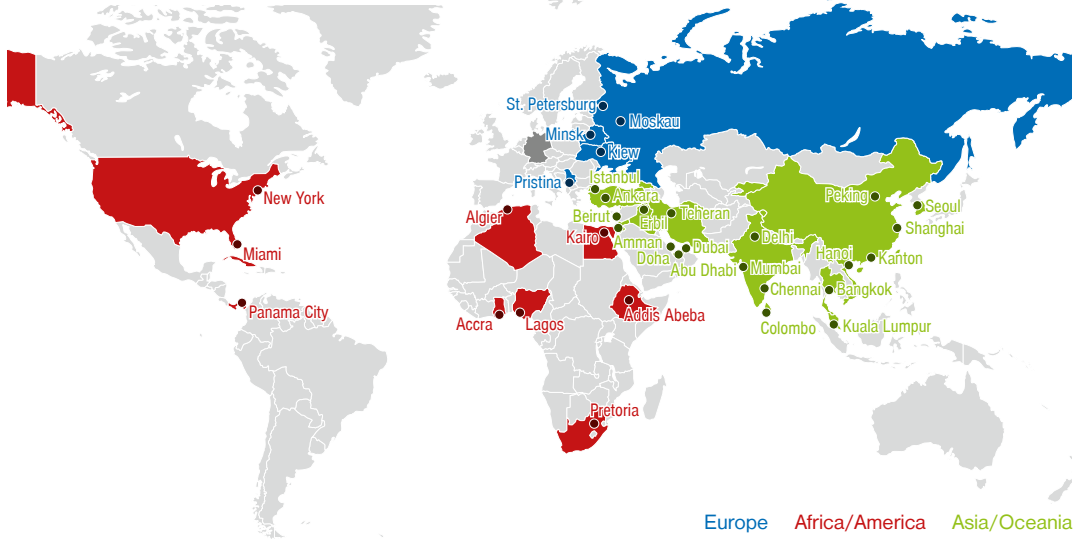 St. Petersburg
Moskau
Minsk
Kiew
Pristina
Istanbul
Ankara
New York
Algier
Beirut
Erbil
Teheran
Peking
Seoul
Shanghai
Kairo
Amman
Dubai
Delhi
Miami
Doha
Abu Dhabi
Mumbai
Hanoi
Kanton
Chennai
Bangkok
Panama City
Accra
Lagos
Addis Abeba
Colombo
Kuala Lumpur
Pretoria
Europe Africa/America Asia/Oceania